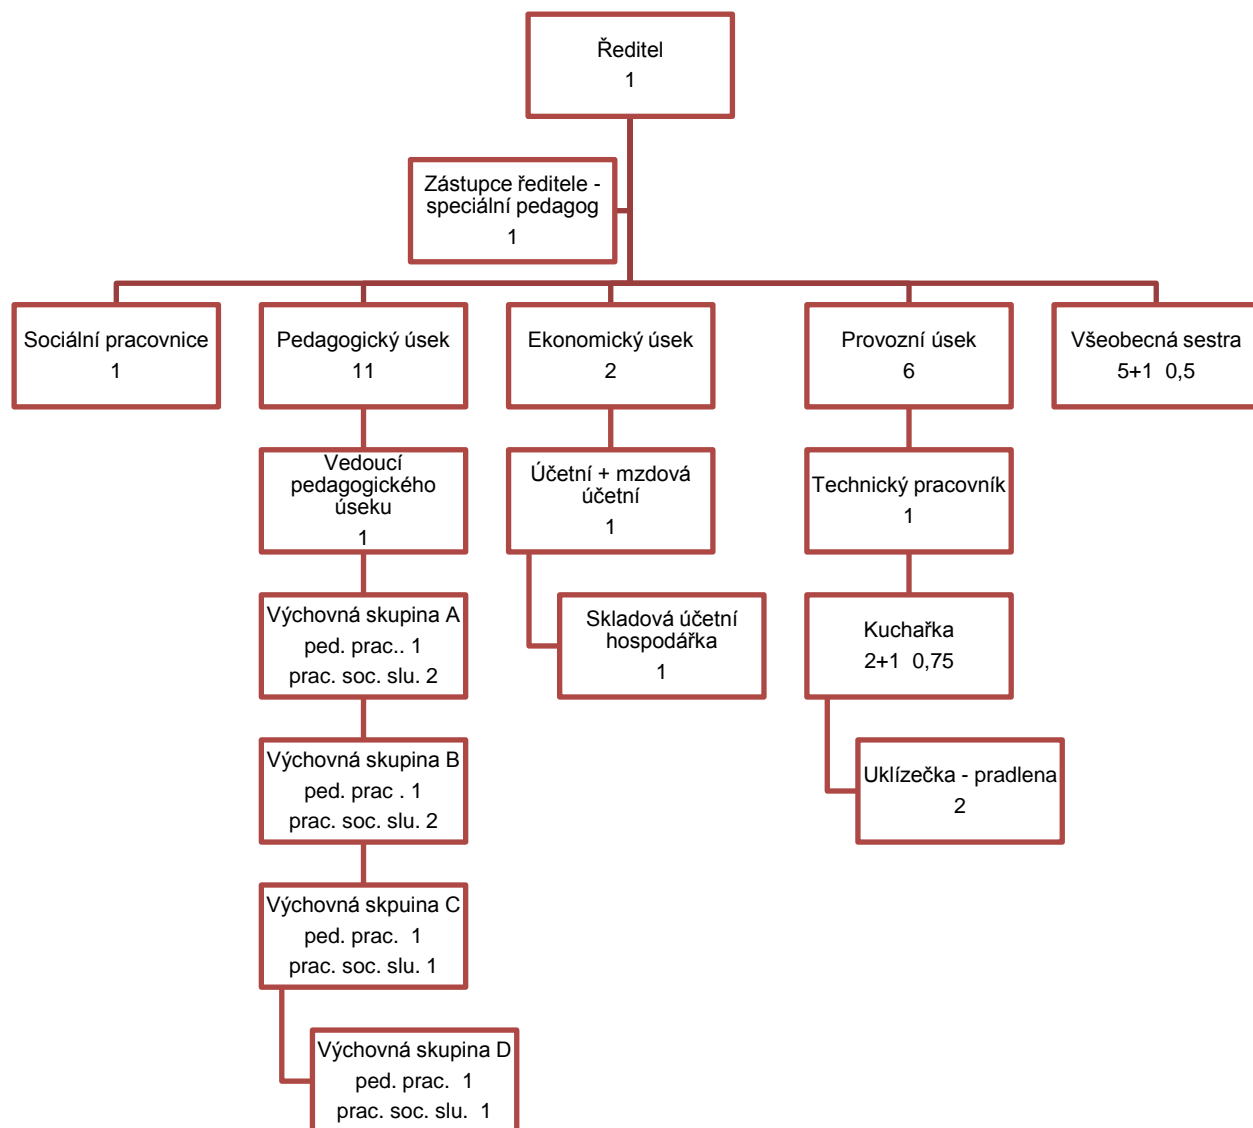 Ředitel
1
Zástupce ředitele -
speciální pedagog
1
Sociální pracovnice
1
Pedagogický úsek
11
Ekonomický úsek
2
Provozní úsek
6
Všeobecná sestra
5+1  0,5
Vedoucí
pedagogického
úseku
1
Účetní + mzdová
účetní
1
Technický pracovník
1
Výchovná skupina A
ped. prac.. 1
prac. soc. slu. 2
Skladová účetní
hospodářka
1
Kuchařka
2+1  0,75
Výchovná skupina B
ped. prac . 1
prac. soc. slu. 2
Uklízečka - pradlena
2
Výchovná skpuina C
ped. prac.  1
prac. soc. slu. 1
Výchovná skupina D
ped. prac.  1
prac. soc. slu.  1